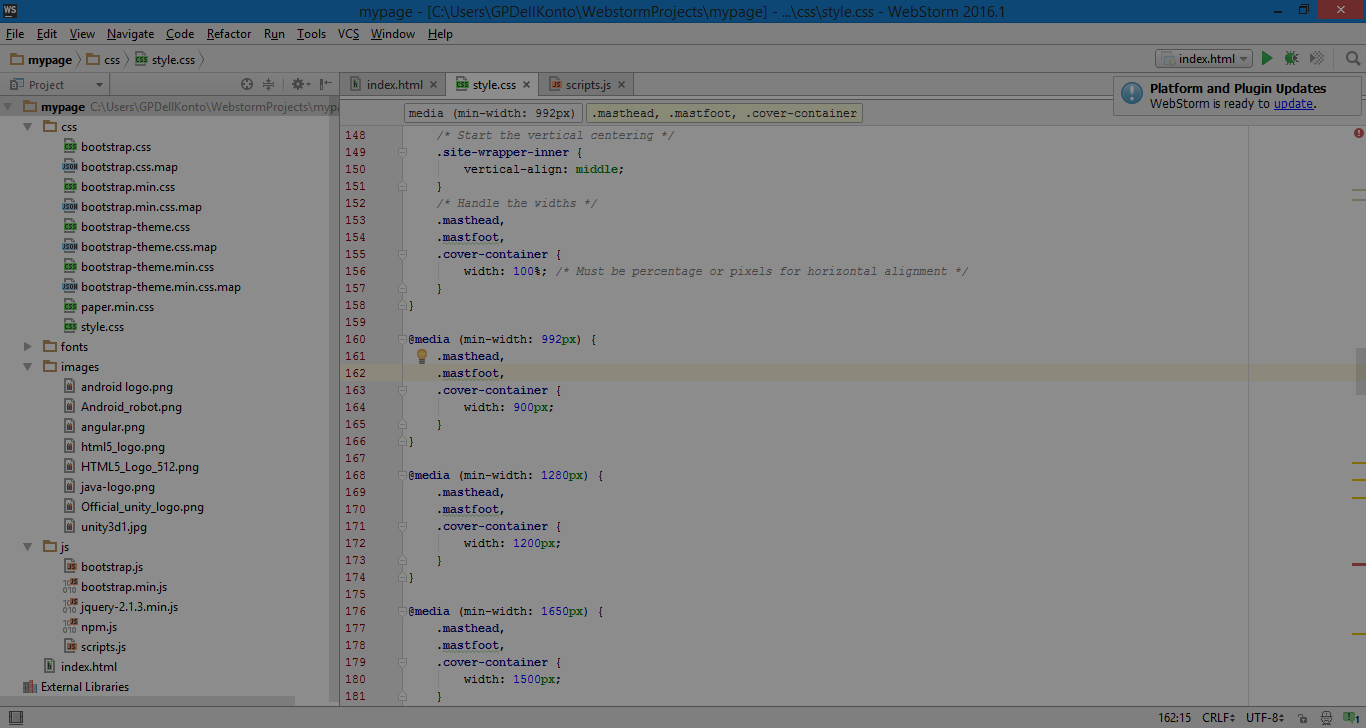 WS mypage - [C:\Users\GPDellKonto\WebstormProjects\mypage] - ...\css\style.css - WebStorm 2016.1
File Edit View Navigate Code Refactor Run Tools VCS Window Help
mypage css style.css index.html
Project
index.html style.css scripts.js
Platform and Plugin Updates
WebStorm is ready to update.
mypage C:\Users\GPDellKonto\WebstormProjects\myp
css
bootstrap.css
bootstrap.css.map
bootstrap.min.css
bootstrap.min.css.map
bootstrap-theme.css
bootstrap-theme.css.map
bootstrap-theme.min.css
bootstrap-theme.min.css.map
paper.min.css
style.css
fonts
images
android logo.png
Android_robot.png
angular.png
html5_logo.png
HTML5_Logo_512.png
java-logo.png
Official_unity_logo.png
unity3d1.jpg
js
bootstrap.js
bootstrap.min.js
jquery-2.1.3.min.js
npm.js
scripts.js
index.html
External Libraries
media (min-width: 992px) .masthead, .mastfoot, .cover-container
148 /* Start the vertical centering */
149 .site-wrapper-inner {
150 vertical-align: middle;
151 }
152 /* Handle the widths */
153 .masthead,
154 .mastfoot,
155 .cover-container {
156 width: 100%; /* Must be percentage or pixels for horizontal alignment */
157 }
158 }
159
160 @media (min-width: 992px) {
161 .masthead,
162 .mastfoot,
163 .cover-container {
164 width: 900px;
165 }
166 }
167
168 @media (min-width: 1280px) {
169 .masthead,
170 .mastfoot,
171 .cover-container {
172 width: 1200px;
173 }
174 }
175
176 @media (min-width: 1650px) {
177 .masthead,
178 .mastfoot,
179 .cover-container {
180 width: 1500px;
181 }
162:15 CRLF UTF-8 1